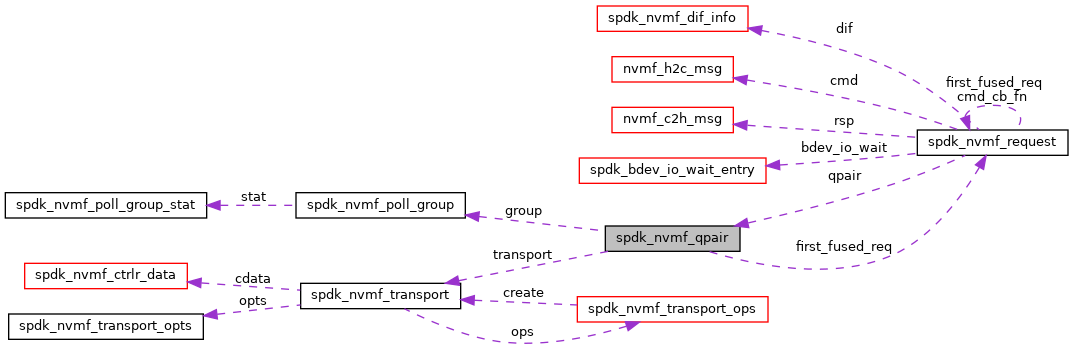 spdk_nvmf_dif_info
dif
nvmf_h2c_msg
cmd
first_fused_req
cmd_cb_fn
nvmf_c2h_msg
rsp
spdk_nvmf_request
bdev_io_wait
spdk_bdev_io_wait_entry
qpair
spdk_nvmf_poll_group_stat
stat
spdk_nvmf_poll_group
group
spdk_nvmf_qpair
first_fused_req
transport
spdk_nvmf_ctrlr_data
cdata
spdk_nvmf_transport
create
spdk_nvmf_transport_ops
opts
spdk_nvmf_transport_opts
ops